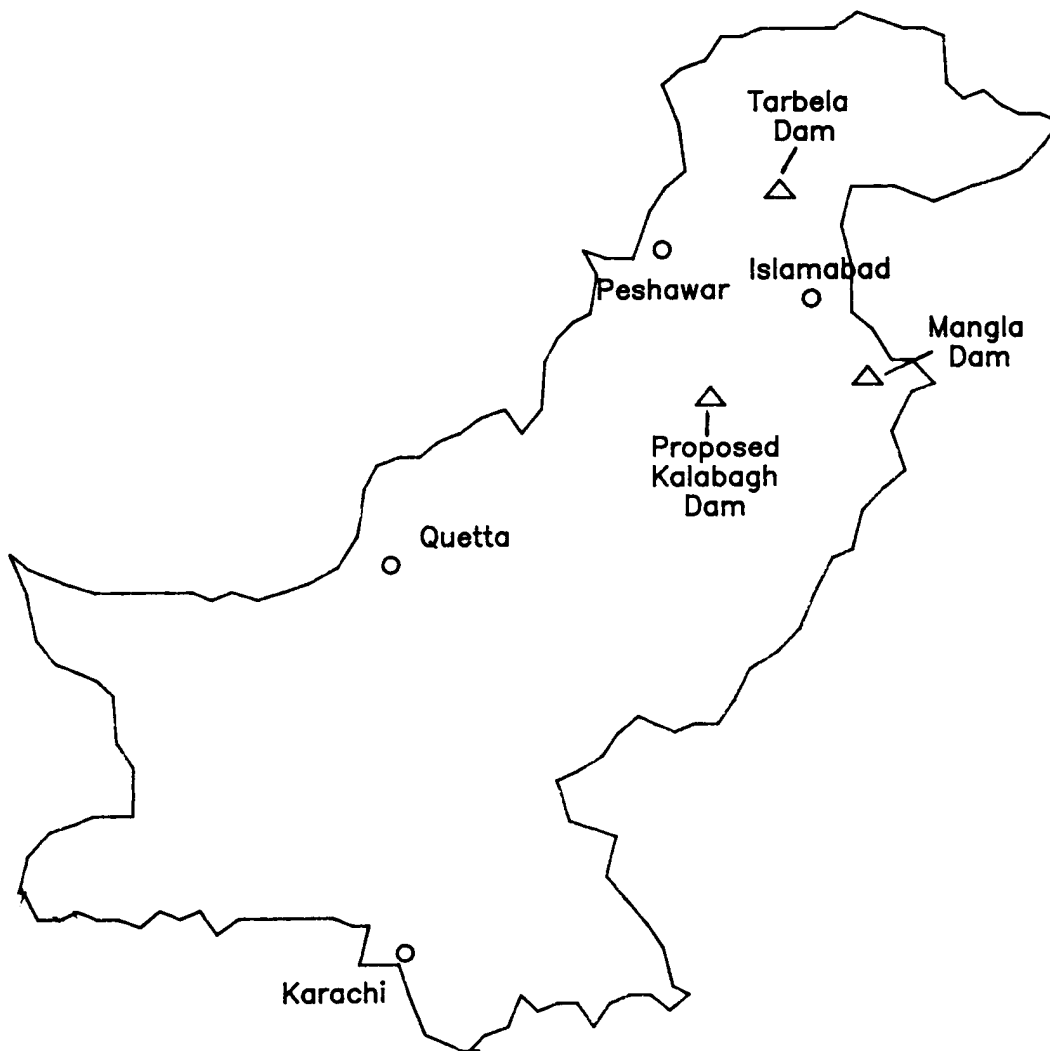 Tarbela
Dam
Islamabad
Peshawar
Mangla
Dam
Proposed
Kalabagh
Dam
Quetta
Karachi